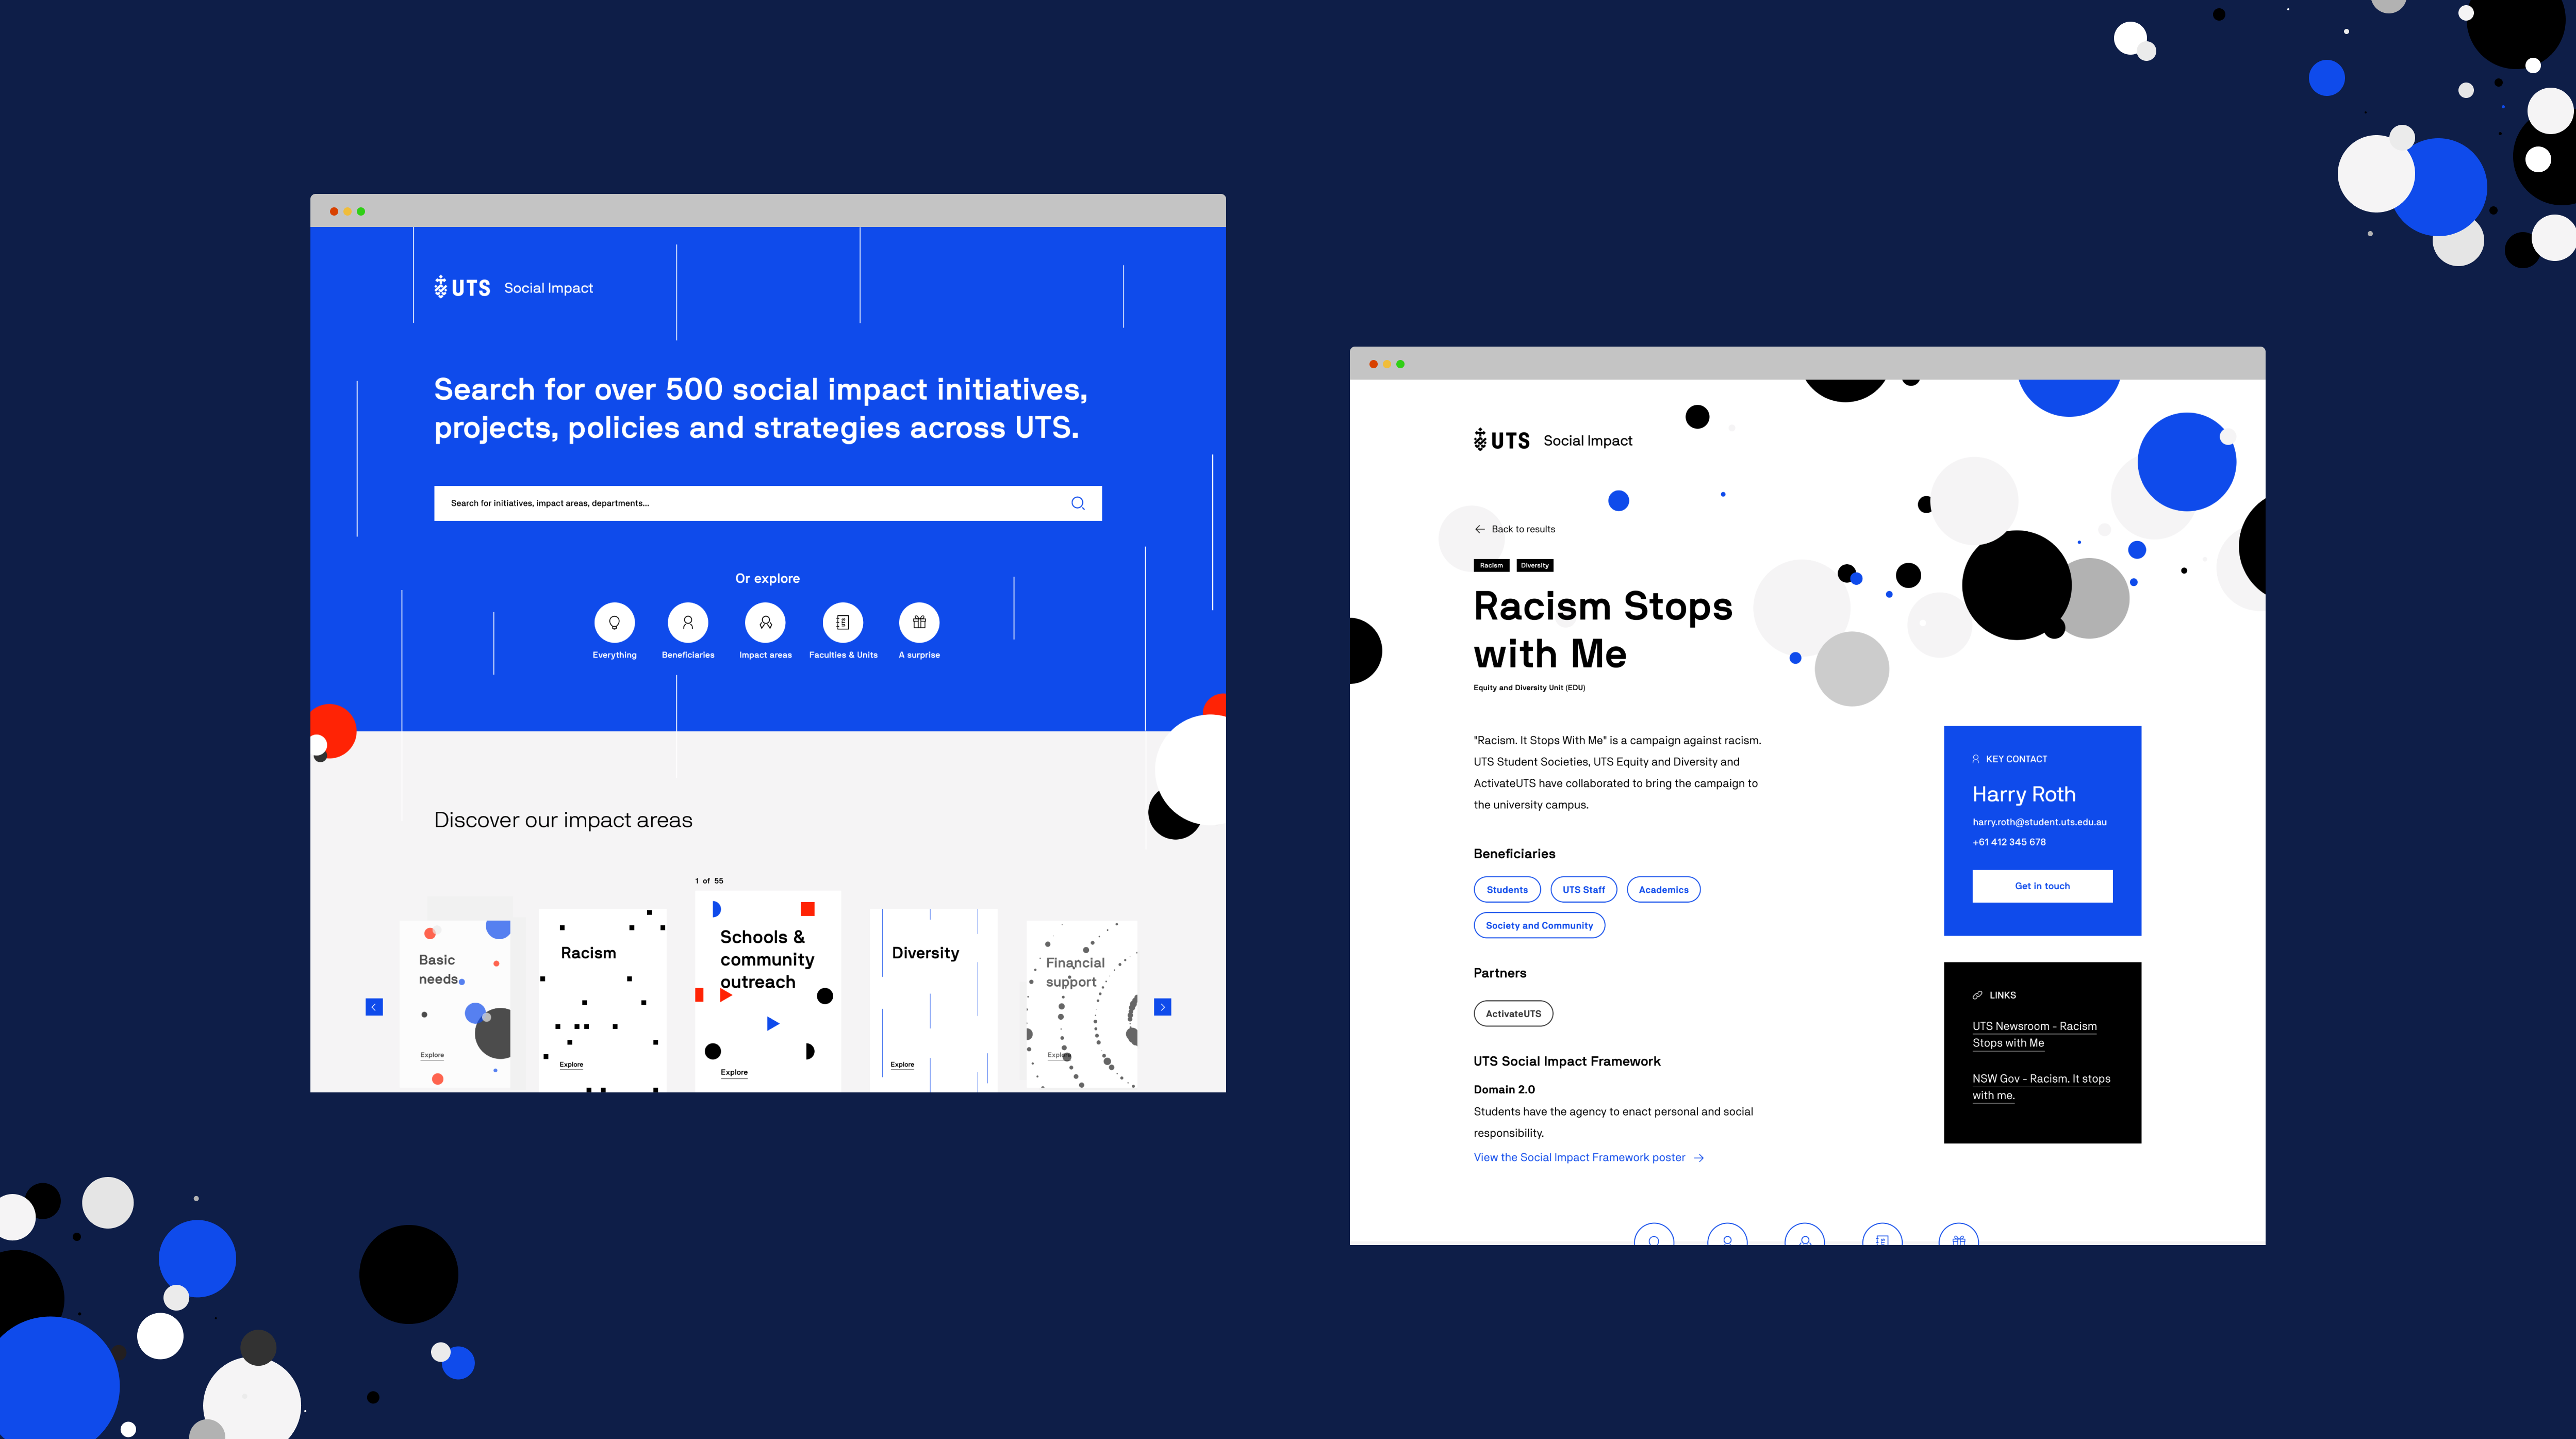 UTS Social Impact
Search for over 500 social impact initiatives,
projects, policies and strategies across UTS.
Search for initiatives, impact areas, departments...
Or explore
Everything
Beneficiaries
Impact areas
Faculties & Units
A surprise
Discover our impact areas
1 of 55
Basic
needs
Explore
Racism
Explore
Schools &
community
outreach
Explore
Diversity
Explore
Financial
support
Explore
UTS Social Impact
Back to results
Racism
Diversity
Racism Stops
with Me
Equity and Diversity Unit (EDU)
"Racism. It Stops With Me" is a campaign against racism.
UTS Student Societies, UTS Equity and Diversity and
ActivateUTS have collaborated to bring the campaign to
the university campus.
Beneficiaries
Students
UTS Staff
Academics
Society and Community
Partners
ActivateUTS
UTS Social Impact Framework
Domain 2.0
Students have the agency to enact personal and social
responsibility.
View the Social Impact Framework poster
KEY CONTACT
Harry Roth
harry.roth@student.uts.edu.au
+61 412 345 678
Get in touch
LINKS
UTS Newsroom - Racism
Stops with Me
NSW Gov - Racism. It stops
with me.